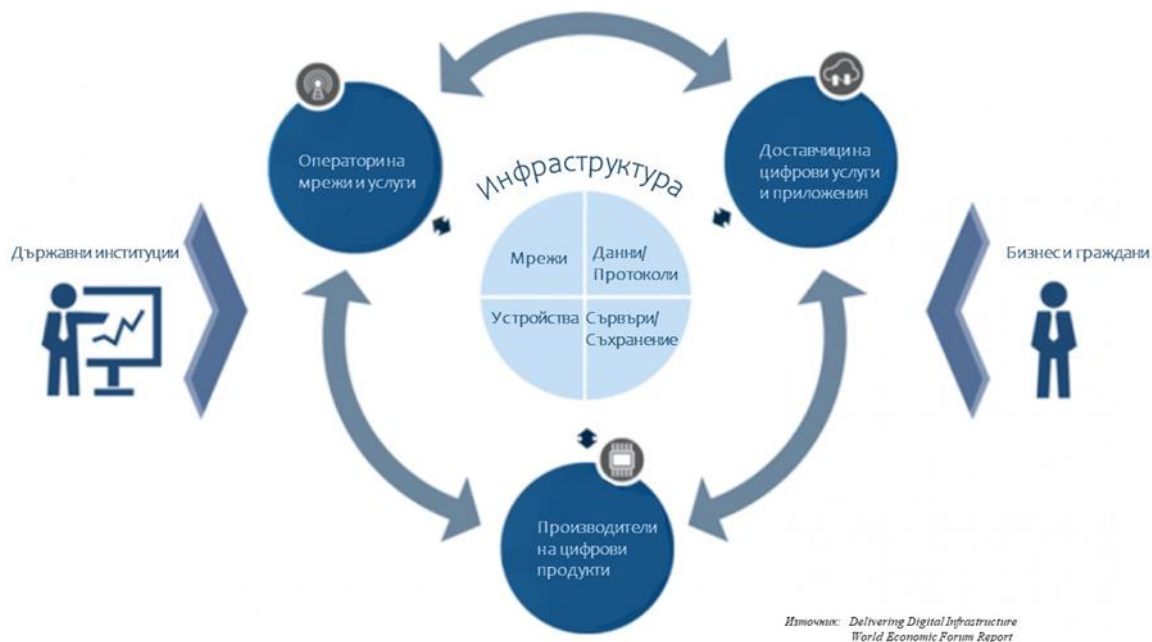 Оператори на
мрежи и услуги
Доставчици на
цифрови услуги
и приложения
Инфраструктура
Държавни институции
Мрежи
Данни/
Протоколи
Устройства
Сървъри/
Съхранение
Бизнес и граждани
Производители
на цифрови
продукти
Източник: Delivering Digital Infrastructure
World Economic Forum Report